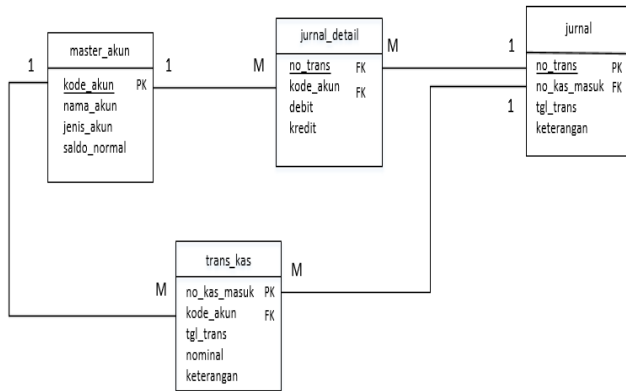 master_akun
kode_akun PK
nama_akun
jenis_akun
saldo_normal
1
1
M
jurnal_detail
no_trans FK
kode_akun FK
debit
kredit
M
1
jurnal
no_trans PK
no_kas_masuk FK
tgl_trans
keterangan
1
trans_kas
no_kas_masuk PK
kode_akun FK
tgl_trans
nominal
keterangan
M
M